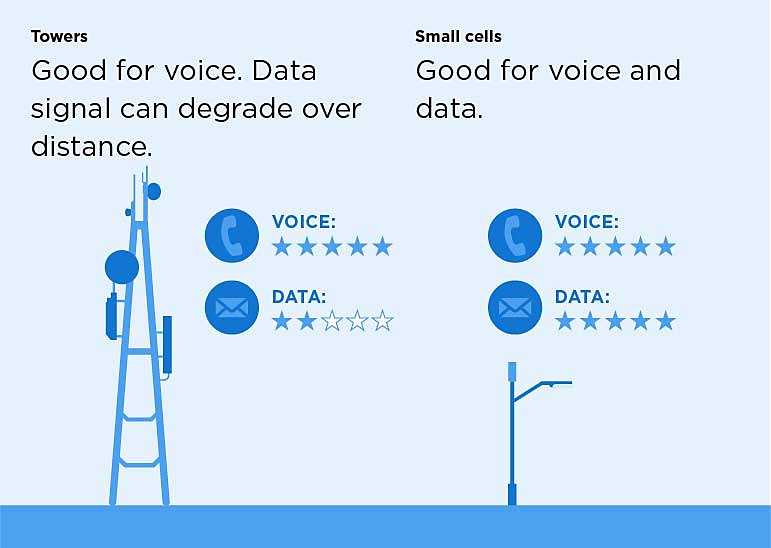 Towers
Good for voice. Data
signal can degrade over
distance.
VOICE:
DATA:
Small cells
Good for voice and
data.
VOICE:
DATA: